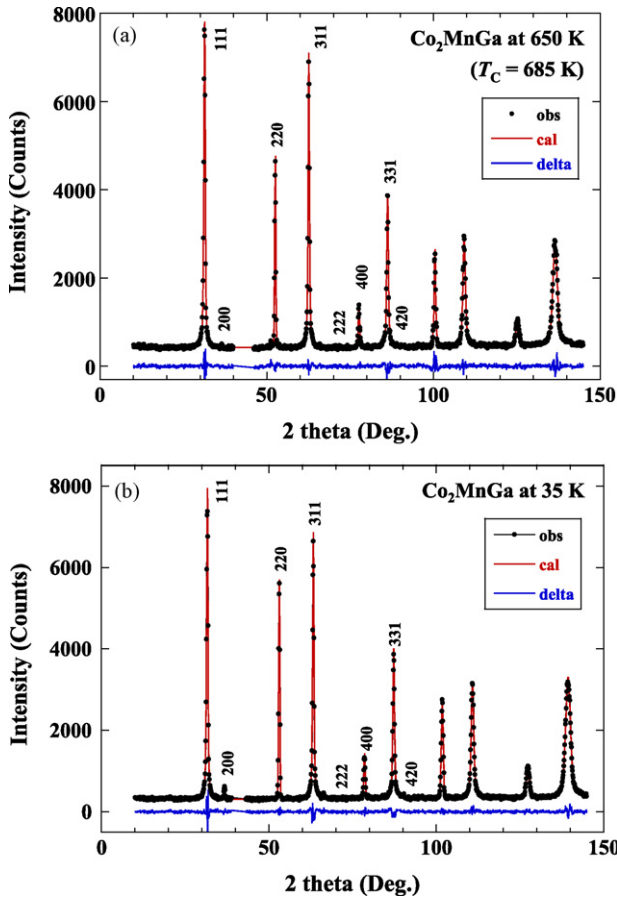 (a)
Co₂MnGa at 650 K
(T_C = 685 K)
obs
cal
delta
111
200
220
311
222
400
331
420
Intensity (Counts)
8000
6000
4000
2000
0
0
50
100
150
2 theta (Deg.)
(b)
Co₂MnGa at 35 K
obs
cal
delta
111
200
220
311
222
400
331
420
Intensity (Counts)
8000
6000
4000
2000
0
0
50
100
150
2 theta (Deg.)